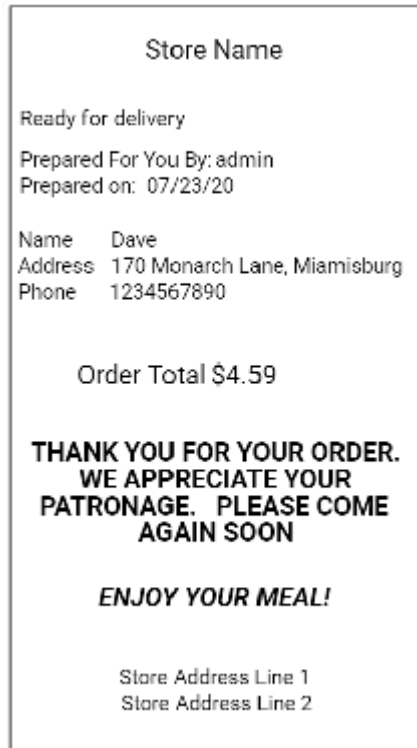 Store Name
Ready for delivery
Prepared For You By: admin
Prepared on: 07/23/20
Name Dave
Address 170 Monarch Lane, Miamisburg
Phone 1234567890
Order Total $4.59
THANK YOU FOR YOUR ORDER.
WE APPRECIATE YOUR
PATRONAGE. PLEASE COME
AGAIN SOON
ENJOY YOUR MEAL!
Store Address Line 1
Store Address Line 2